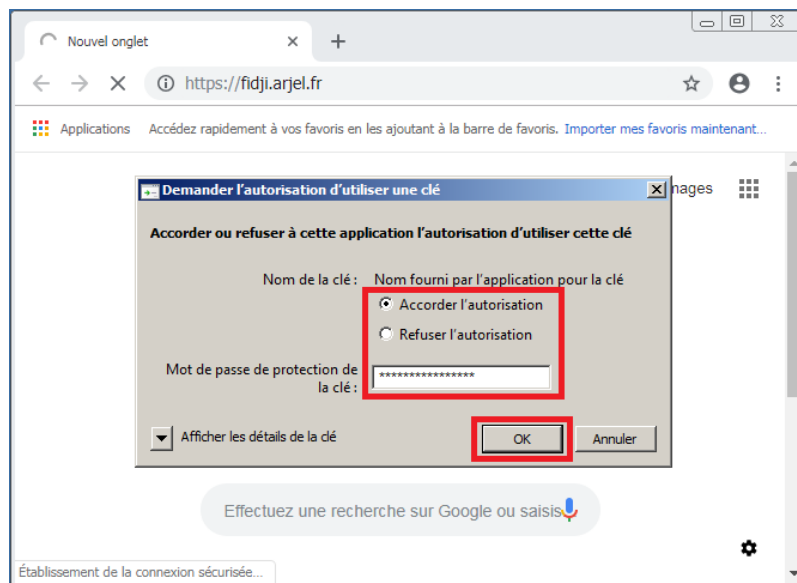 Nouvel onglet
https://fidji.arjel.fr
Applications Accédez rapidement à vos favoris en les ajoutant à la barre de favoris. Importer mes favoris maintenant...
mages
Demander l'autorisation d'utiliser une clé
Accorder ou refuser à cette application l'autorisation d'utiliser cette clé
Nom de la clé : Nom fourni par l'application pour la clé
Accorder l'autorisation
Refuser l'autorisation
Mot de passe de protection de
la clé :
****************
Afficher les détails de la clé
OK
Annuler
Effectuez une recherche sur Google ou saisis
Établissement de la connexion sécurisée...